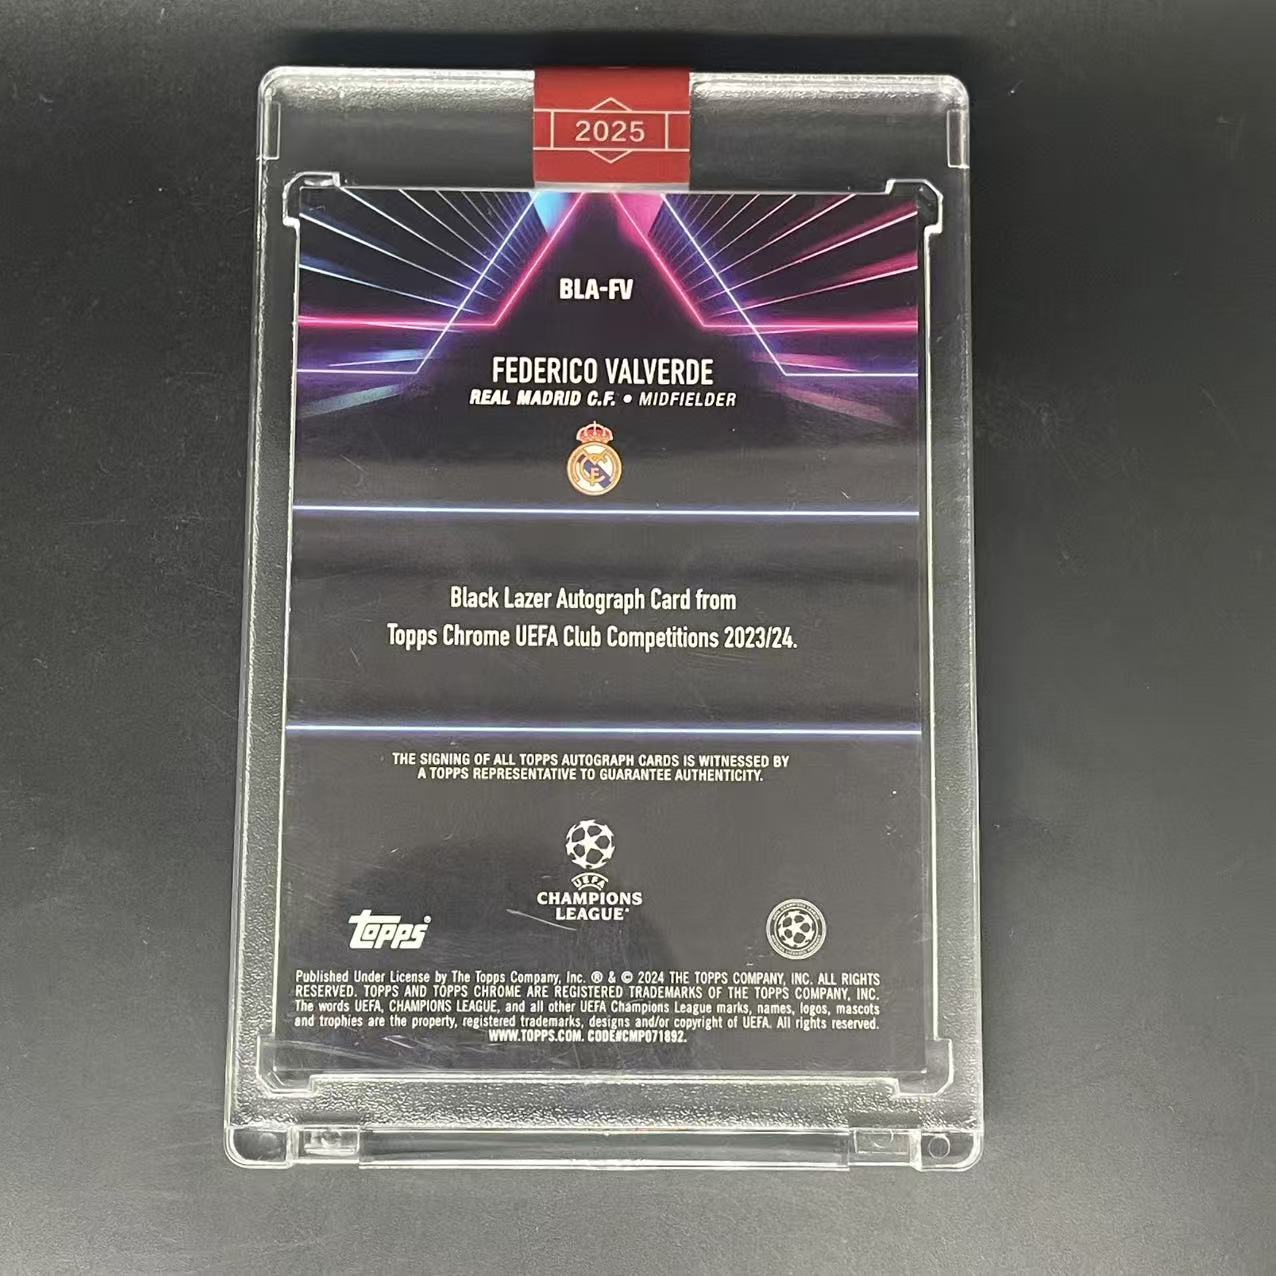 2025
BLA-FV
FEDERICO VALVERDE
REAL MADRID C.F. • MIDFIELDER
Black Lazer Autograph Card from
Topps Chrome UEFA Club Competitions 2023/24.
THE SIGNING OF ALL TOPPS AUTOGRAPH CARDS IS WITNESSED BY
A TOPPS REPRESENTATIVE TO GUARANTEE AUTHENTICITY.
UEFA
CHAMPIONS
LEAGUE®
topps®
Published Under License by The Topps Company, Inc. ® & © 2024 THE TOPPS COMPANY, INC. ALL RIGHTS
RESERVED. TOPPS AND TOPPS CHROME ARE REGISTERED TRADEMARKS OF THE TOPPS COMPANY, INC.
The words UEFA, CHAMPIONS LEAGUE, and all other UEFA Champions League marks, names, logos, mascots
and trophies are the property, registered trademarks, designs and/or copyright of UEFA. All rights reserved.
WWW.TOPPS.COM. CODE#CMP071892.